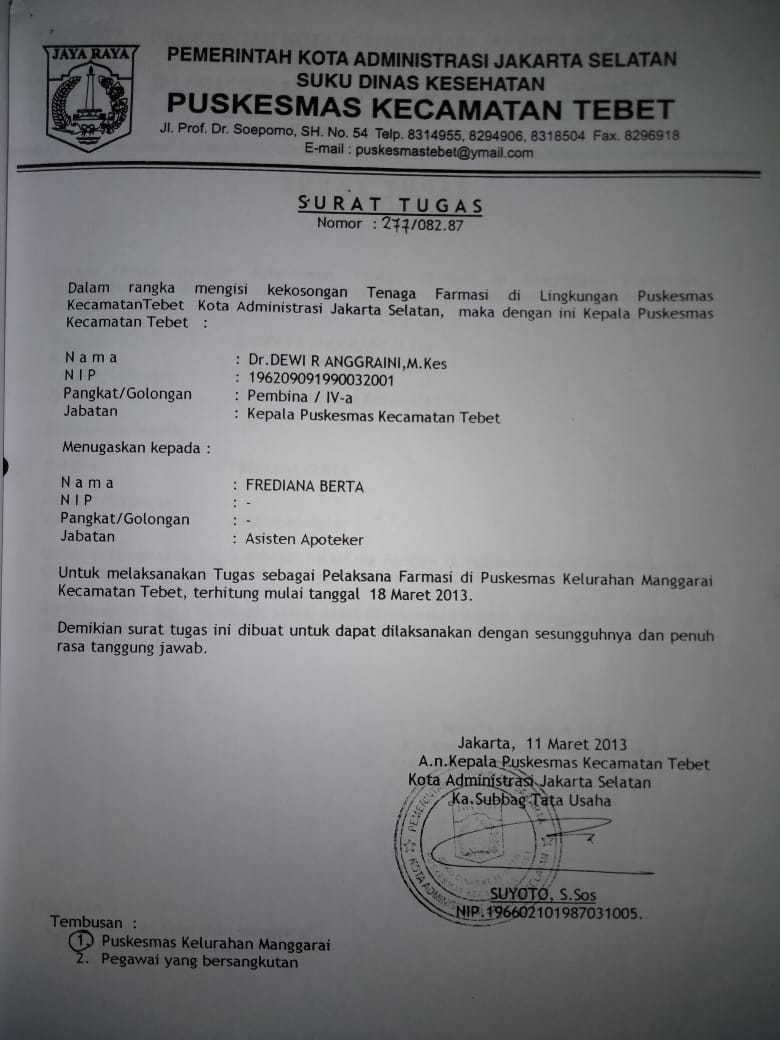 JAYA RAYA
PEMERINTAH KOTA ADMINISTRASI JAKARTA SELATAN
SUKU DINAS KESEHATAN
PUSKESMAS KECAMATAN TEBET
Jl. Prof. Dr. Soepomo, SH. No. 54 Telp. 8314955, 8294906, 8318504 Fax. 8296918
E-mail : puskesmastebet@ymail.com
SURAT TUGAS
Nomor : 277/082.87
Dalam rangka mengisi kekosongan Tenaga Farmasi di Lingkungan Puskesmas
KecamatanTebet Kota Administrasi Jakarta Selatan, maka dengan ini Kepala Puskesmas
Kecamatan Tebet :
N a m a : Dr.DEWI R ANGGRAINI,M.Kes
N I P : 196209091990032001
Pangkat/Golongan : Pembina / IV-a
Jabatan : Kepala Puskesmas Kecamatan Tebet
Menugaskan kepada :
N a m a : FREDIANA BERTA
N I P : -
Pangkat/Golongan : -
Jabatan : Asisten Apoteker
Untuk melaksanakan Tugas sebagai Pelaksana Farmasi di Puskesmas Kelurahan Manggarai
Kecamatan Tebet, terhitung mulai tanggal 18 Maret 2013.
Demikian surat tugas ini dibuat untuk dapat dilaksanakan dengan sesungguhnya dan penuh
rasa tanggung jawab.
Jakarta, 11 Maret 2013
A.n.Kepala Puskesmas Kecamatan Tebet
Kota Administrasi Jakarta Selatan
Ka.Subbag Tata Usaha
SUYOTO, S.Sos
NIP.196602101987031005.
Tembusan :
1. Puskesmas Kelurahan Manggarai
2. Pegawai yang bersangkutan